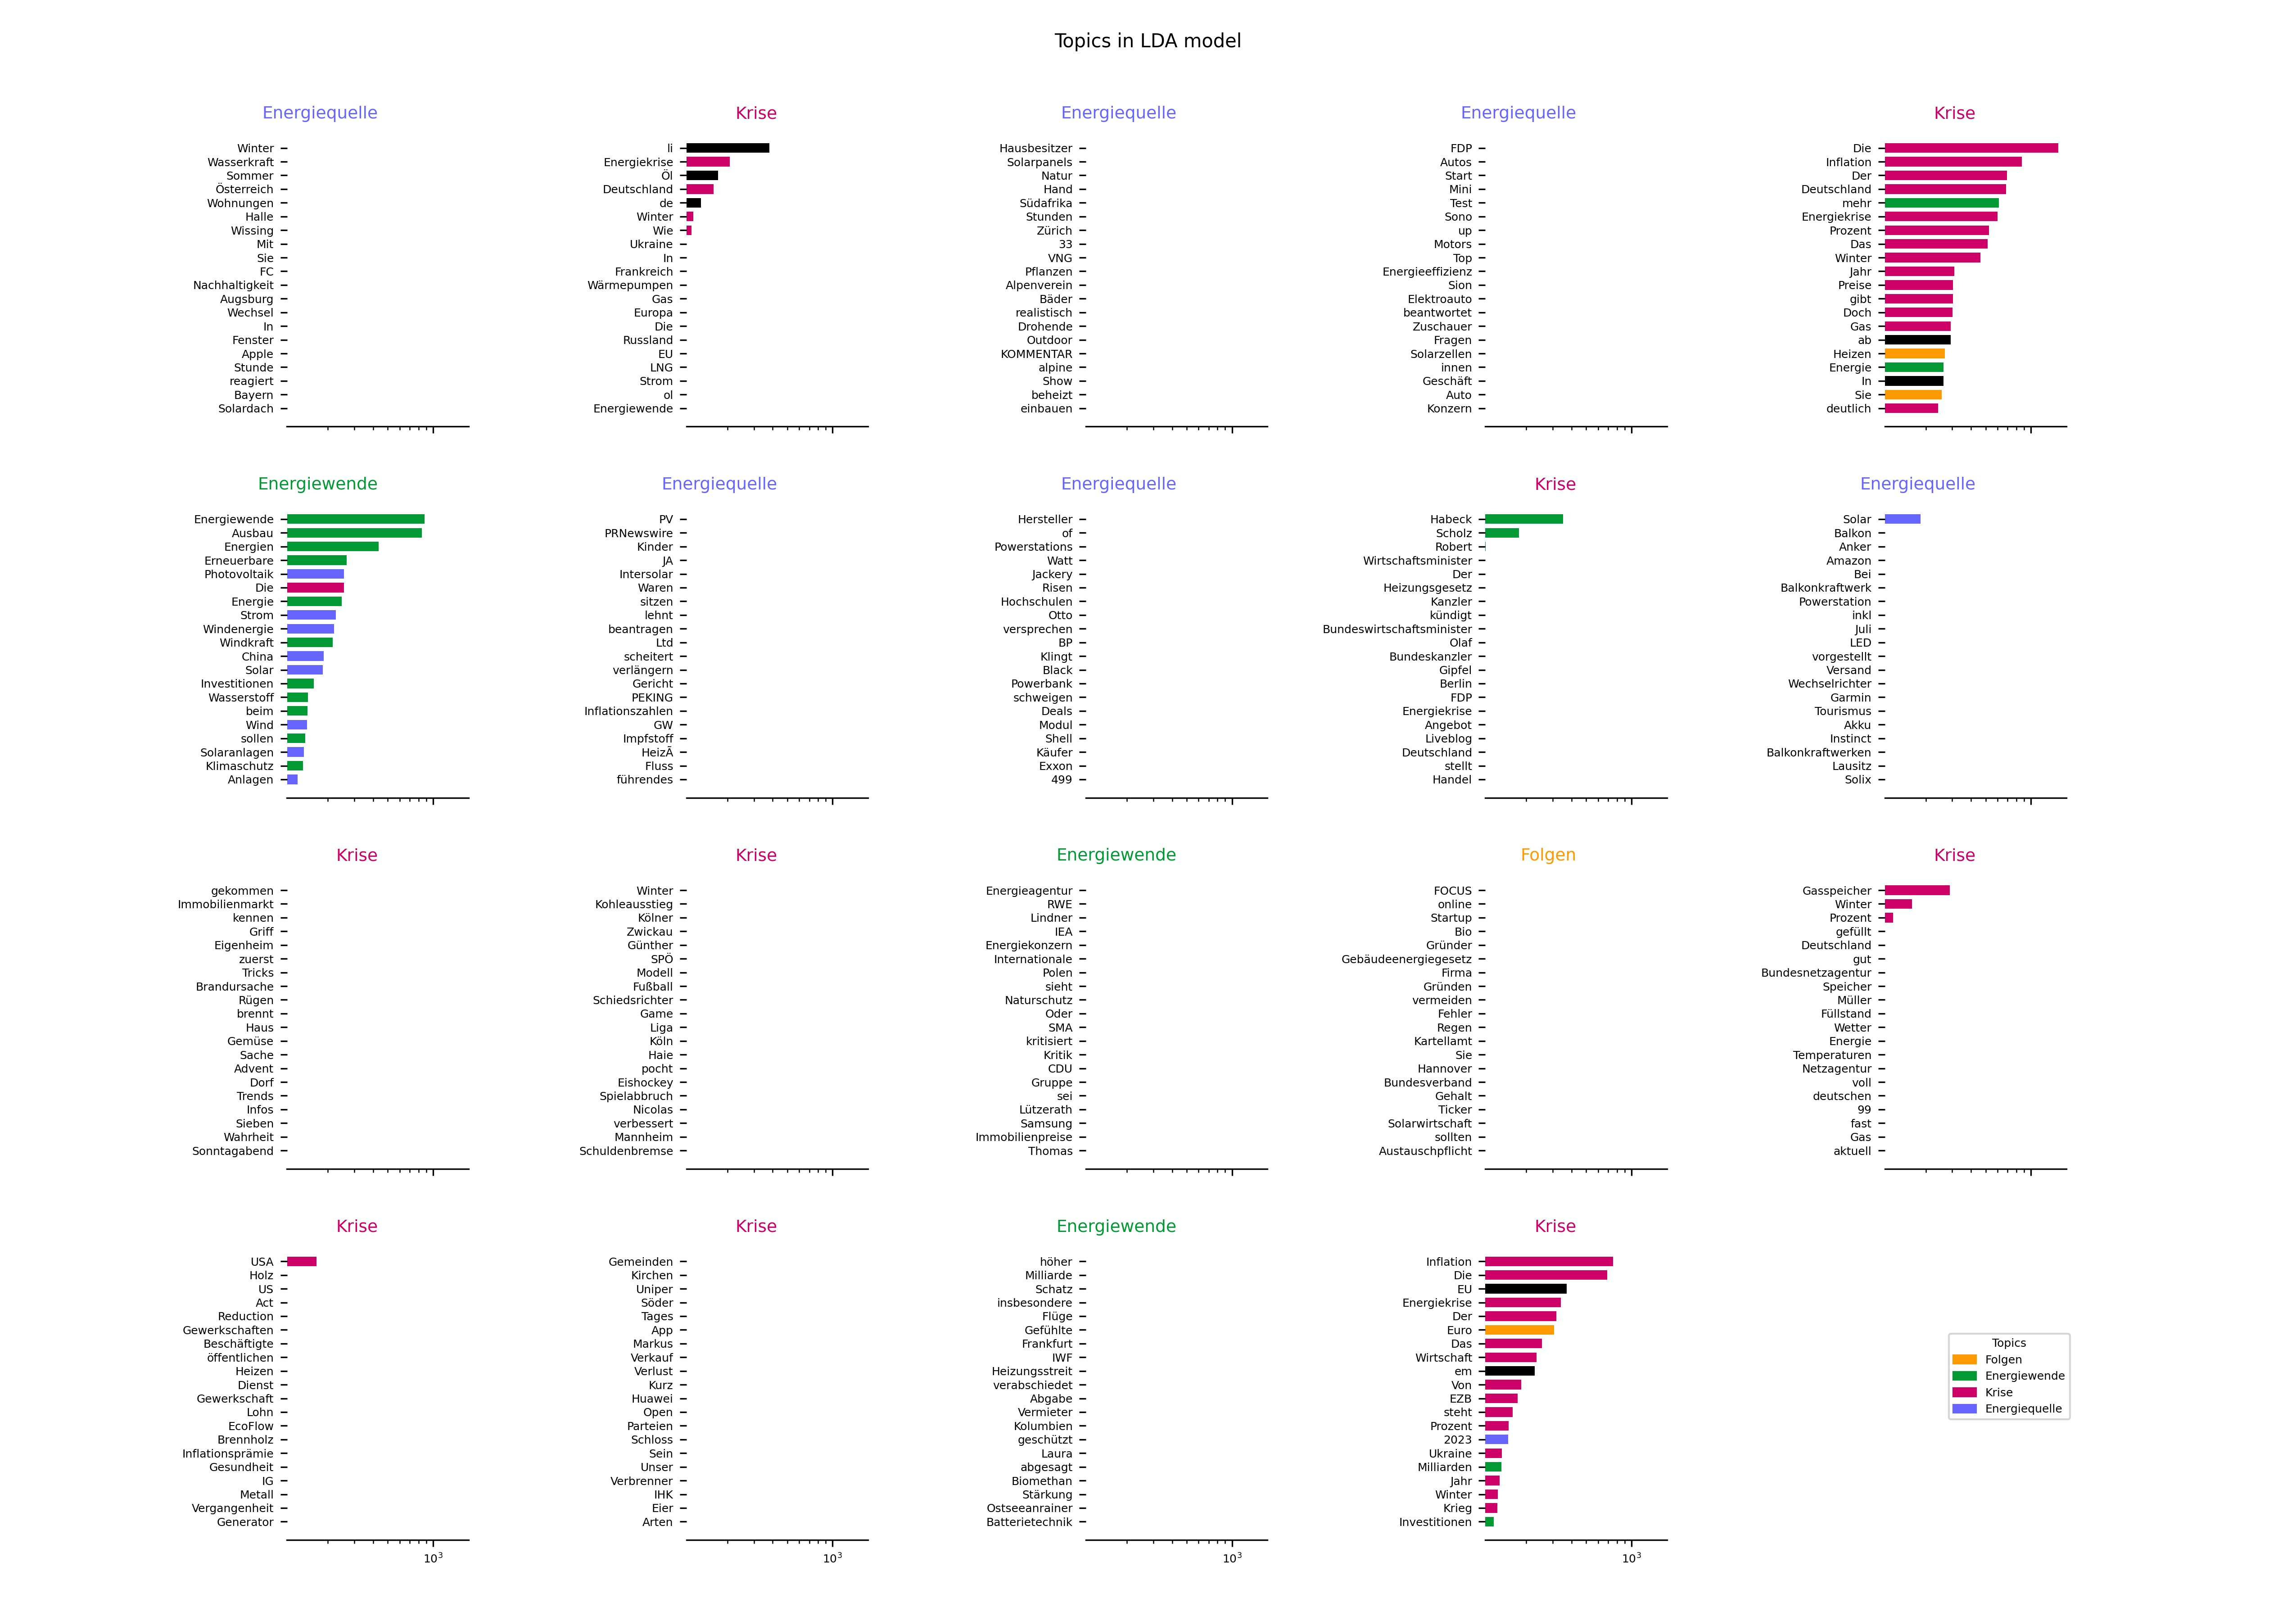 Topics in LDA model
Energiequelle
Winter
Wasserkraft
Sommer
Österreich
Wohnungen
Halle
Wissing
Mit
Sie
FC
Nachhaltigkeit
Augsburg
Wechsel
In
Fenster
Apple
Stunde
reagiert
Bayern
Solardach
Krise
li
Energiekrise
Öl
Deutschland
de
Winter
Wie
Ukraine
In
Frankreich
Wärmepumpen
Gas
Europa
Die
Russland
EU
LNG
Strom
ol
Energiewende
Energiequelle
Hausbesitzer
Solarpanels
Natur
Hand
Südafrika
Stunden
Zürich
33
VNG
Pflanzen
Alpenverein
Bäder
realistisch
Drohende
Outdoor
KOMMENTAR
alpine
Show
beheizt
einbauen
Energiequelle
FDP
Autos
Start
Mini
Test
Sono
up
Motors
Top
Energieeffizienz
Sion
Elektroauto
beantwortet
Zuschauer
Fragen
Solarzellen
innen
Geschäft
Auto
Konzern
Krise
Die
Inflation
Der
Deutschland
mehr
Energiekrise
Prozent
Das
Winter
Jahr
Preise
gibt
Doch
Gas
ab
Heizen
Energie
In
Sie
deutlich
Energiewende
Energiewende
Ausbau
Energien
Erneuerbare
Photovoltaik
Die
Energie
Strom
Windenergie
Windkraft
China
Solar
Investitionen
Wasserstoff
beim
Wind
sollen
Solaranlagen
Klimaschutz
Anlagen
Energiequelle
PV
PRNewswire
Kinder
JA
Intersolar
Waren
sitzen
lehnt
beantragen
Ltd
scheitert
verlängern
Gericht
PEKING
Inflationszahlen
GW
Impfstoff
HeizÃ
Fluss
führendes
Energiequelle
Hersteller
of
Powerstations
Watt
Jackery
Risen
Hochschulen
Otto
versprechen
BP
Klingt
Black
Powerbank
schweigen
Deals
Modul
Shell
Käufer
Exxon
499
Krise
Habeck
Scholz
Robert
Wirtschaftsminister
Der
Heizungsgesetz
Kanzler
kündigt
Bundeswirtschaftsminister
Olaf
Bundeskanzler
Gipfel
Berlin
FDP
Energiekrise
Angebot
Liveblog
Deutschland
stellt
Handel
Energiequelle
Solar
Balkon
Anker
Amazon
Bei
Balkonkraftwerk
Powerstation
inkl
Juli
LED
vorgestellt
Versand
Wechselrichter
Garmin
Tourismus
Akku
Instinct
Balkonkraftwerken
Lausitz
Solix
Krise
gekommen
Immobilienmarkt
kennen
Griff
Eigenheim
zuerst
Tricks
Brandursache
Rügen
brennt
Haus
Gemüse
Sache
Advent
Dorf
Trends
Infos
Sieben
Wahrheit
Sonntagabend
Krise
Winter
Kohleausstieg
Kölner
Zwickau
Günther
SPÖ
Modell
Fußball
Schiedsrichter
Game
Liga
Köln
Haie
pocht
Eishockey
Spielabbruch
Nicolas
verbessert
Mannheim
Schuldenbremse
Energiewende
Energieagentur
RWE
Lindner
IEA
Energiekonzern
Internationale
Polen
sieht
Naturschutz
Oder
SMA
kritisiert
Kritik
CDU
Gruppe
sei
Lützerath
Samsung
Immobilienpreise
Thomas
Folgen
FOCUS
online
Startup
Bio
Gründer
Gebäudeenergiegesetz
Firma
Gründen
vermeiden
Fehler
Regen
Kartellamt
Sie
Hannover
Bundesverband
Gehalt
Ticker
Solarwirtschaft
sollten
Austauschpflicht
Krise
Gasspeicher
Winter
Prozent
gefüllt
Deutschland
gut
Bundesnetzagentur
Speicher
Müller
Füllstand
Wetter
Energie
Temperaturen
Netzagentur
voll
deutschen
99
fast
Gas
aktuell
Krise
USA
Holz
US
Act
Reduction
Gewerkschaften
Beschäftigte
öffentlichen
Heizen
Dienst
Gewerkschaft
Lohn
EcoFlow
Brennholz
Inflationsprämie
Gesundheit
IG
Metall
Vergangenheit
Generator
10³
Krise
Gemeinden
Kirchen
Uniper
Söder
Tages
App
Markus
Verkauf
Verlust
Kurz
Huawei
Open
Parteien
Schloss
Sein
Unser
Verbrenner
IHK
Eier
Arten
10³
Energiewende
höher
Milliarde
Schatz
insbesondere
Flüge
Gefühlte
Frankfurt
IWF
Heizungsstreit
verabschiedet
Abgabe
Vermieter
Kolumbien
geschützt
Laura
abgesagt
Biomethan
Stärkung
Ostseeanrainer
Batterietechnik
10³
Krise
Inflation
Die
EU
Energiekrise
Der
Euro
Das
Wirtschaft
em
Von
EZB
steht
Prozent
2023
Ukraine
Milliarden
Jahr
Winter
Krieg
Investitionen
10³
Topics
Folgen
Energiewende
Krise
Energiequelle